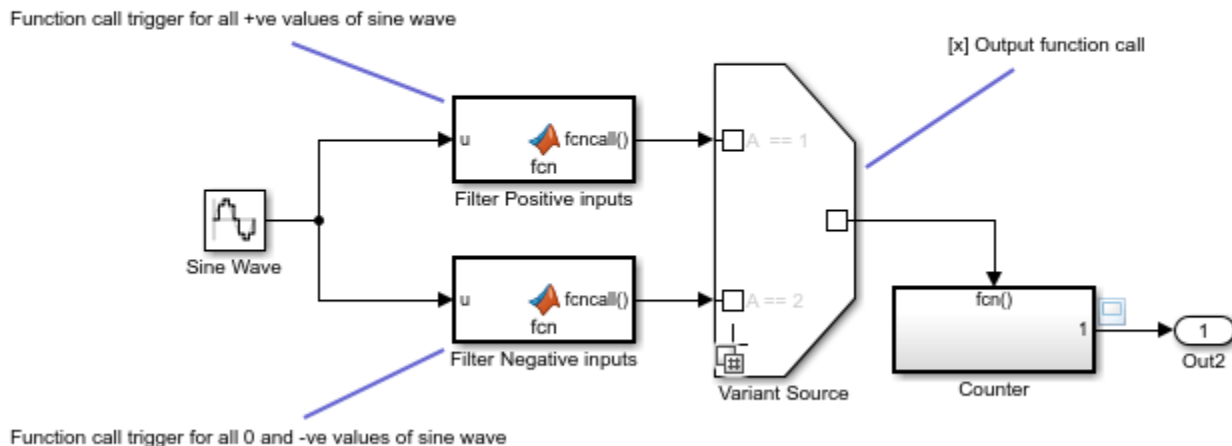 Function call trigger for all +ve values of sine wave
[x] Output function call
u
fcncall()
fcn
A == 1
Filter Positive inputs
Sine Wave
u
fcncall()
fcn
A == 2
Filter Negative inputs
Variant Source
fcn()
1
Counter
1
Out2
Function call trigger for all 0 and -ve values of sine wave